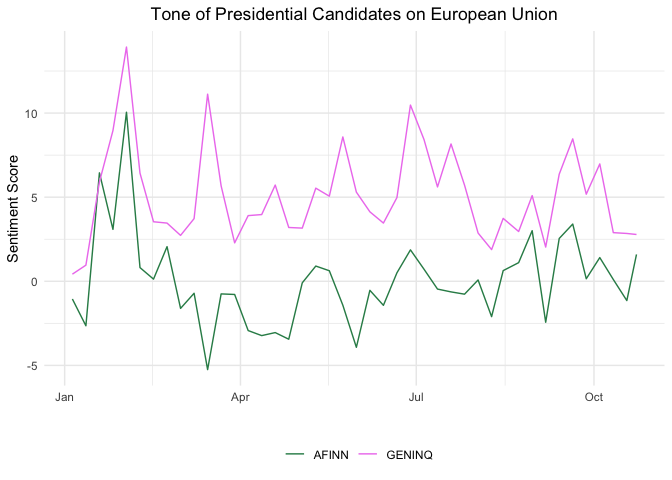 Tone of Presidential Candidates on European Union
Sentiment Score
10
5
0
-5
Jan Apr Jul Oct
AFINN GENINQ